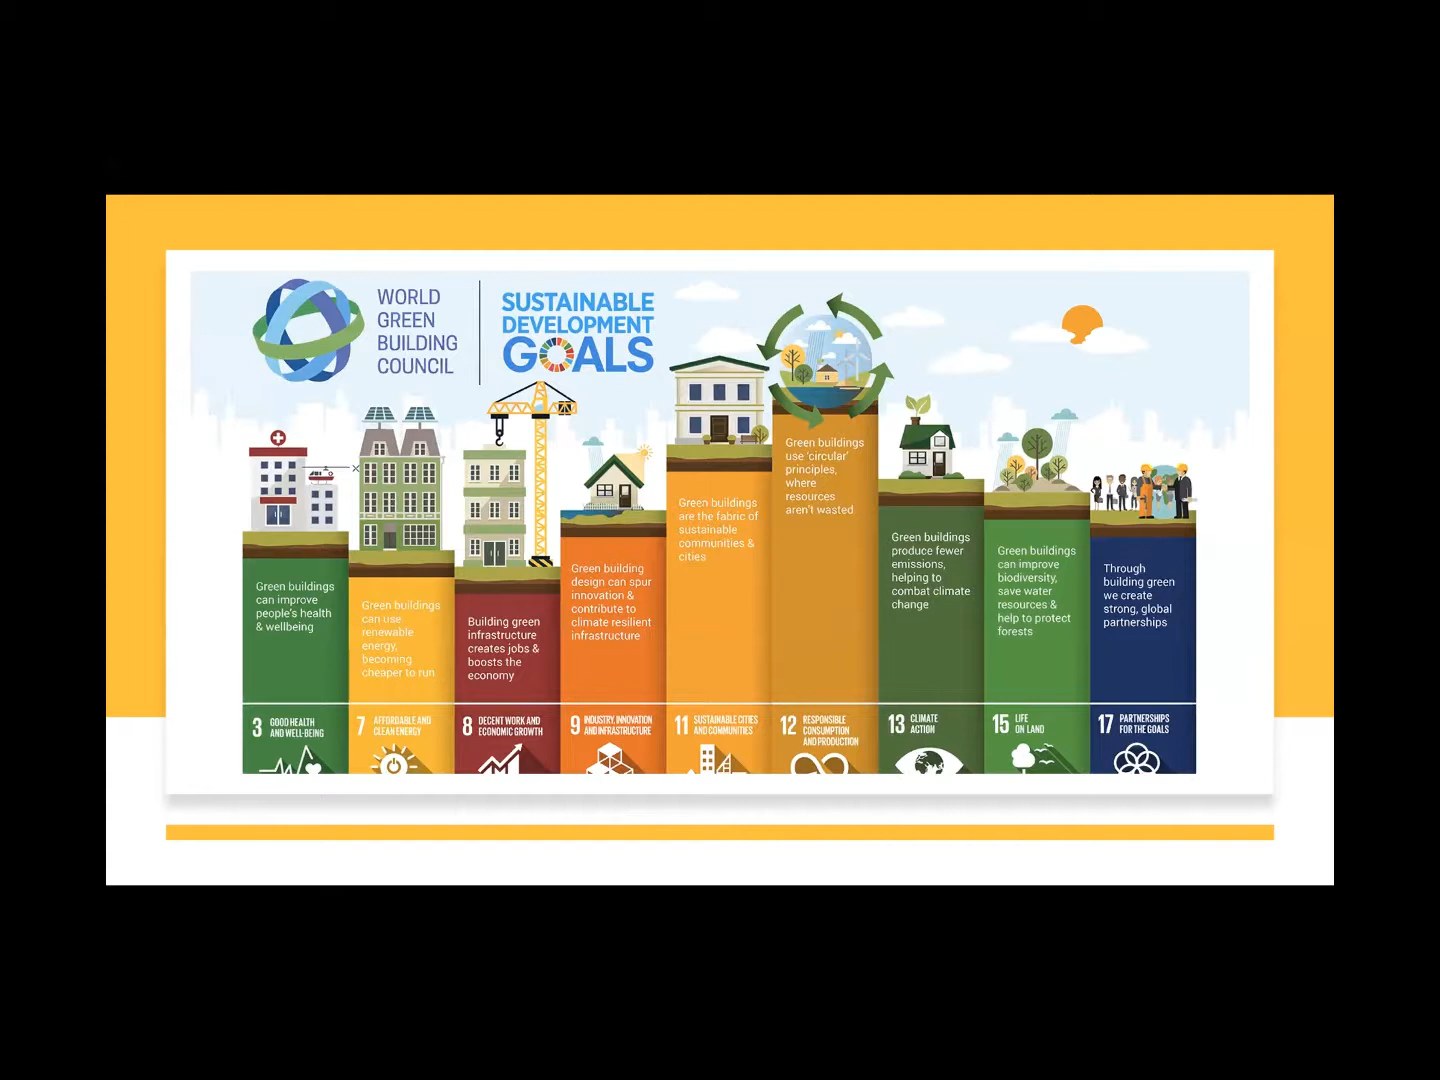 WORLD
GREEN
BUILDING
COUNCIL
SUSTAINABLE
DEVELOPMENT
GOALS
Green buildings
can improve
people's health
& wellbeing
Green buildings
can use
renewable
energy,
becoming
cheaper to run
Building green
infrastructure
creates jobs &
boosts the
economy
Green building
design can spur
innovation &
contribute to
climate resilient
infrastructure
Green buildings
are the fabric of
sustainable
communities &
cities
Green buildings
use 'circular'
principles,
where
resources
aren't wasted
Green buildings
produce fewer
emissions,
helping to
combat climate
change
Green buildings
can improve
biodiversity,
save water
resources &
help to protect
forests
Through
building green
we create
strong, global
partnerships
3 GOOD HEALTH
AND WELL-BEING
7 AFFORDABLE AND
CLEAN ENERGY
8 DECENT WORK AND
ECONOMIC GROWTH
9 INDUSTRY, INNOVATION
AND INFRASTRUCTURE
11 SUSTAINABLE CITIES
AND COMMUNITIES
12 RESPONSIBLE
CONSUMPTION
AND PRODUCTION
13 CLIMATE
ACTION
15 LIFE
ON LAND
17 PARTNERSHIPS
FOR THE GOALS